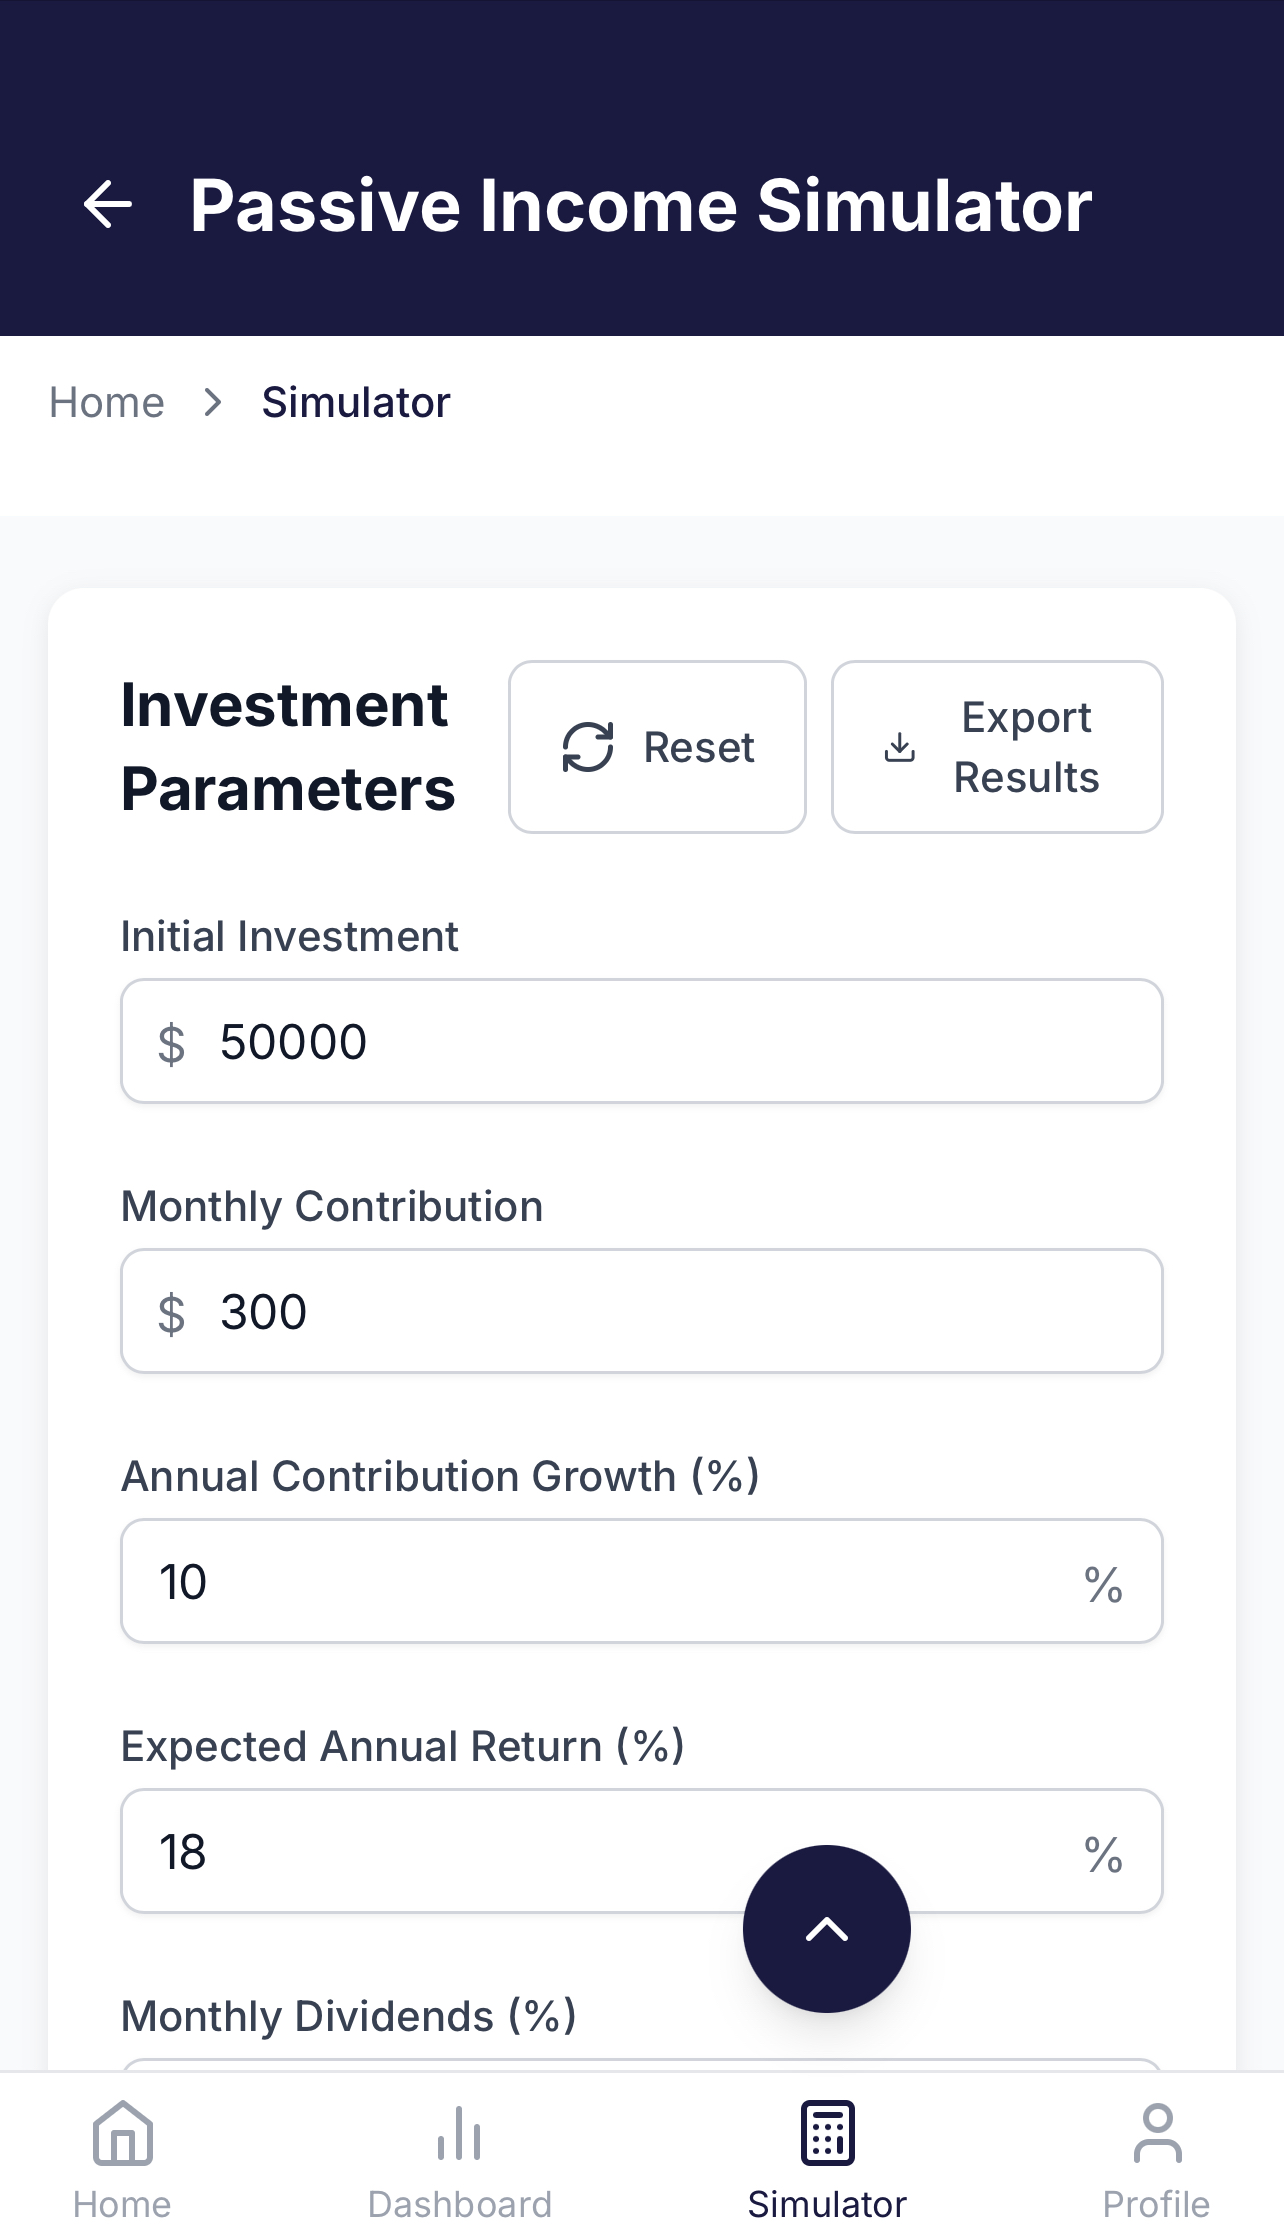 Passive Income Simulator
Home > Simulator
Investment
Parameters
Reset
Export
Results
Initial Investment
$ 50000
Monthly Contribution
$ 300
Annual Contribution Growth (%)
10 %
Expected Annual Return (%)
18 %
Monthly Dividends (%)
Home
Dashboard
Simulator
Profile